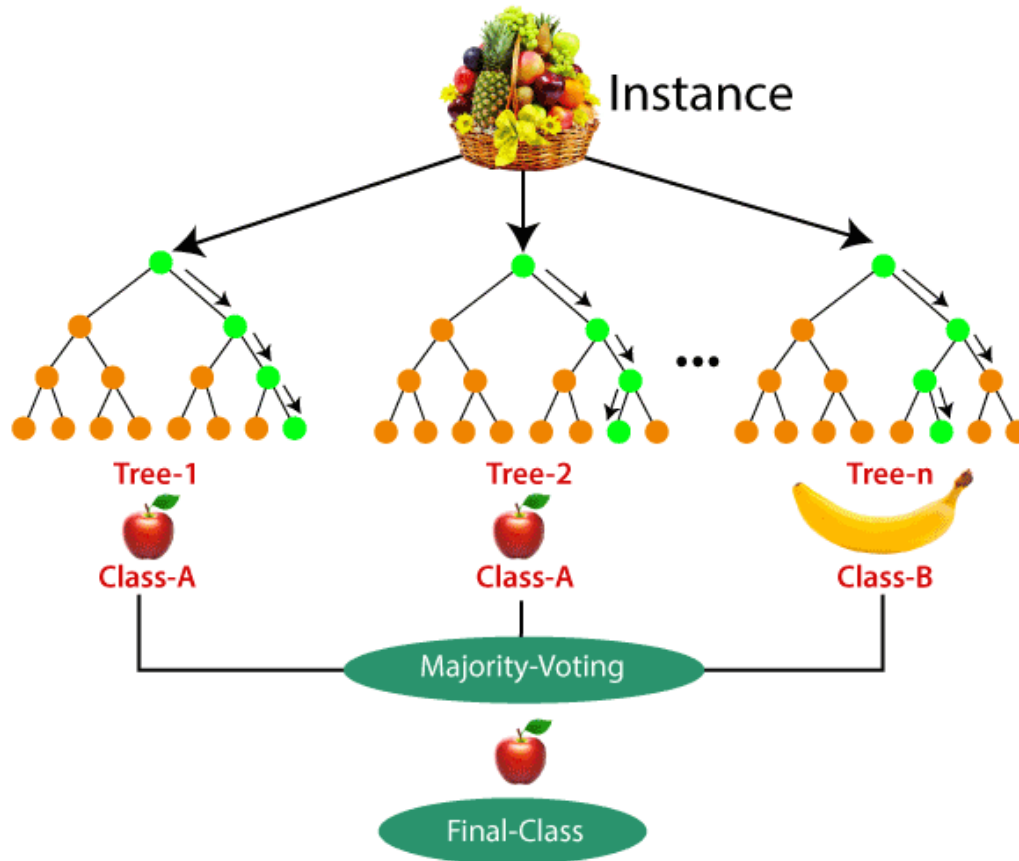 Instance
...
Tree-1
Tree-2
Tree-n
Class-A
Class-A
Class-B
Majority-Voting
Final-Class